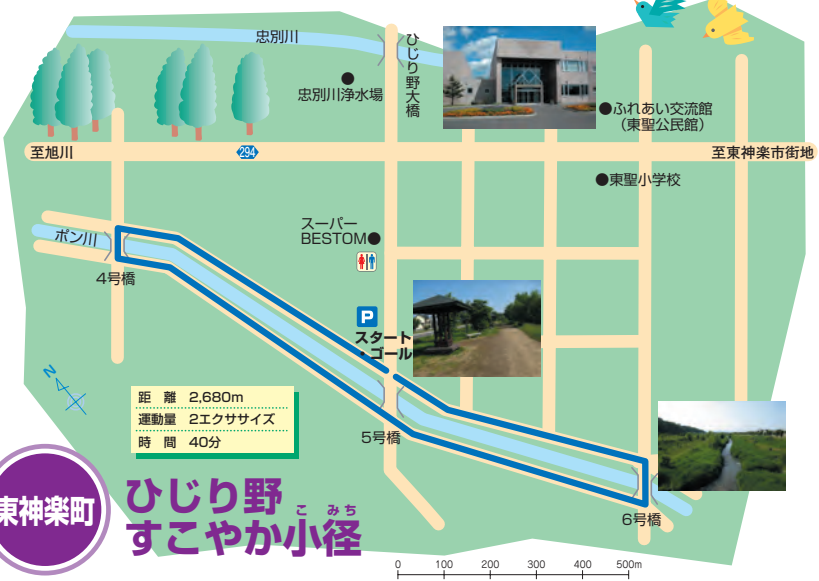 忠別川
ひじり野大橋
忠別川浄水場
ふれあい交流館
(東聖公民館)
至旭川
294
至東神楽市街地
東聖小学校
スーパー
BESTOM
ポン川
4号橋
P
スタート
・ゴール
N
距 離 2,680m
運動量 2エクササイズ
時 間 40分
5号橋
6号橋
東神楽町
ひじり野
すこやか小径
こみち
0 100 200 300 400 500m